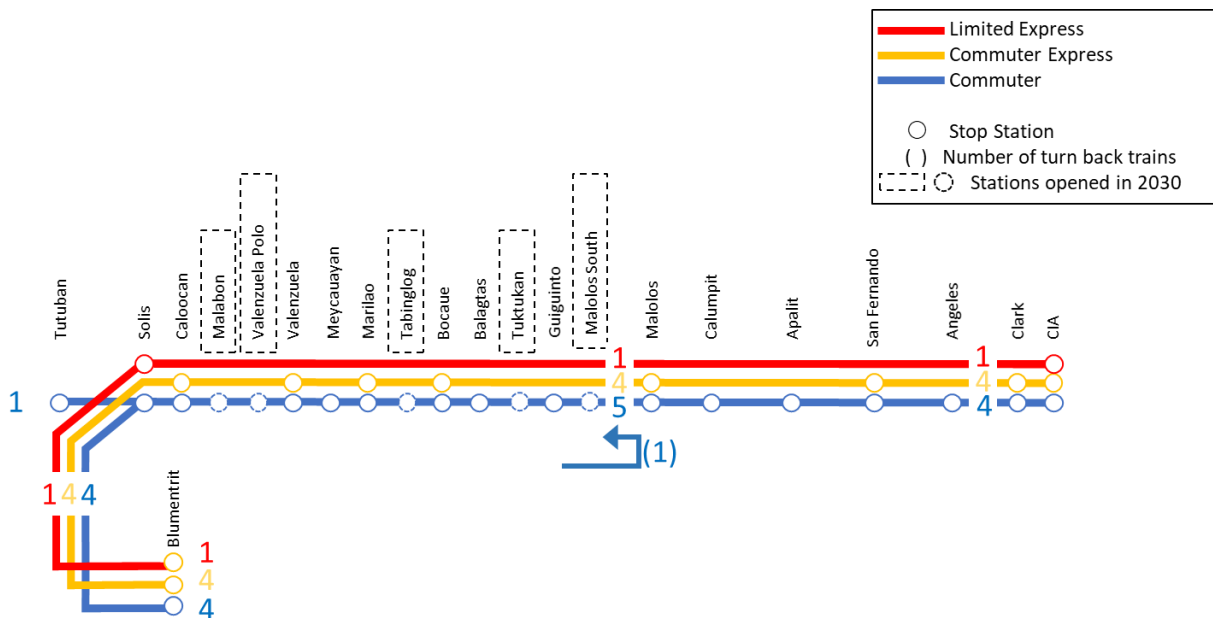 Limited Express
Commuter Express
Commuter
Stop Station
( ) Number of turn back trains
Stations opened in 2030
Tutuban
Solis
Caloocan
Malabon
Valenzuela Polo
Valenzuela
Meycauayan
Marilao
Tabinglog
Bocaue
Balagtas
Tuktukan
Guiguinto
Malolos South
Malolos
Calumpit
Apalit
San Fernando
Angeles
Clark
CIA
1 1
4 4
1 5 4
(1)
1 4 4
Blumentrit
1
4
4